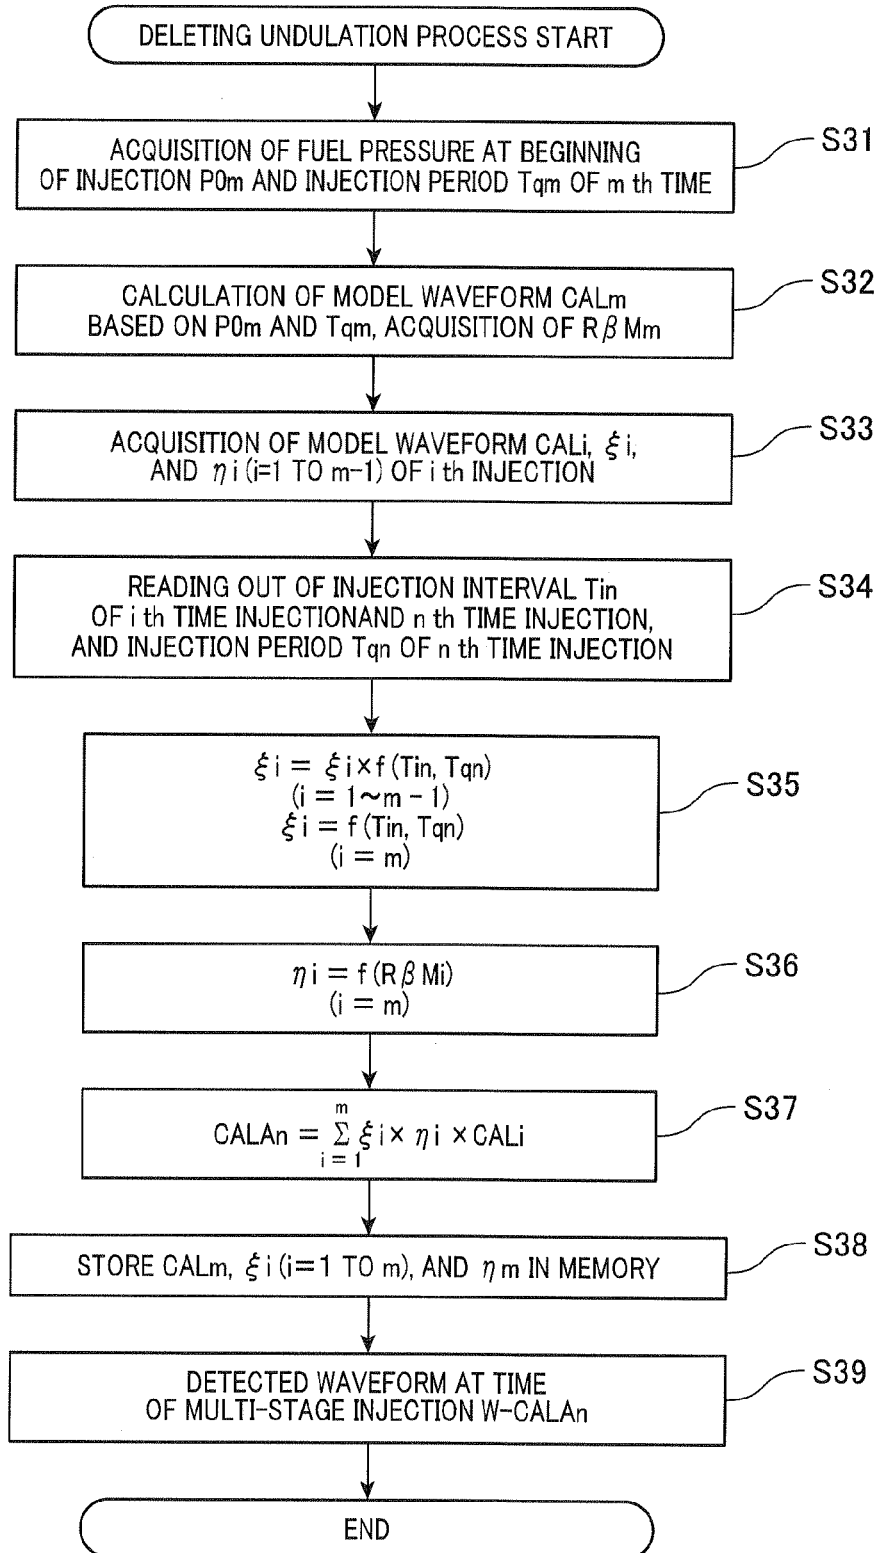 DELETING UNDULATION PROCESS START
S31
ACQUISITION OF FUEL PRESSURE AT BEGINNING
OF INJECTION P0m AND INJECTION PERIOD Tqm OF m th TIME
S32
CALCULATION OF MODEL WAVEFORM CALm
BASED ON P0m AND Tqm, ACQUISITION OF RβMm
S33
ACQUISITION OF MODEL WAVEFORM CALi, ξi,
AND ηi (i=1 TO m-1) OF i th INJECTION
S34
READING OUT OF INJECTION INTERVAL Tin
OF i th TIME INJECTIONAND n th TIME INJECTION,
AND INJECTION PERIOD Tqn OF n th TIME INJECTION
S35
ξi = ξi×f(Tin, Tqn)
(i = 1~m - 1)
ξi = f(Tin, Tqn)
(i = m)
S36
ηi = f(RβMi)
(i = m)
S37
m
CALAn = Σ ξi× ηi ×CALi
i = 1
S38
STORE CALm, ξi (i=1 TO m), AND ηm IN MEMORY
S39
DETECTED WAVEFORM AT TIME
OF MULTI-STAGE INJECTION W-CALAn
END